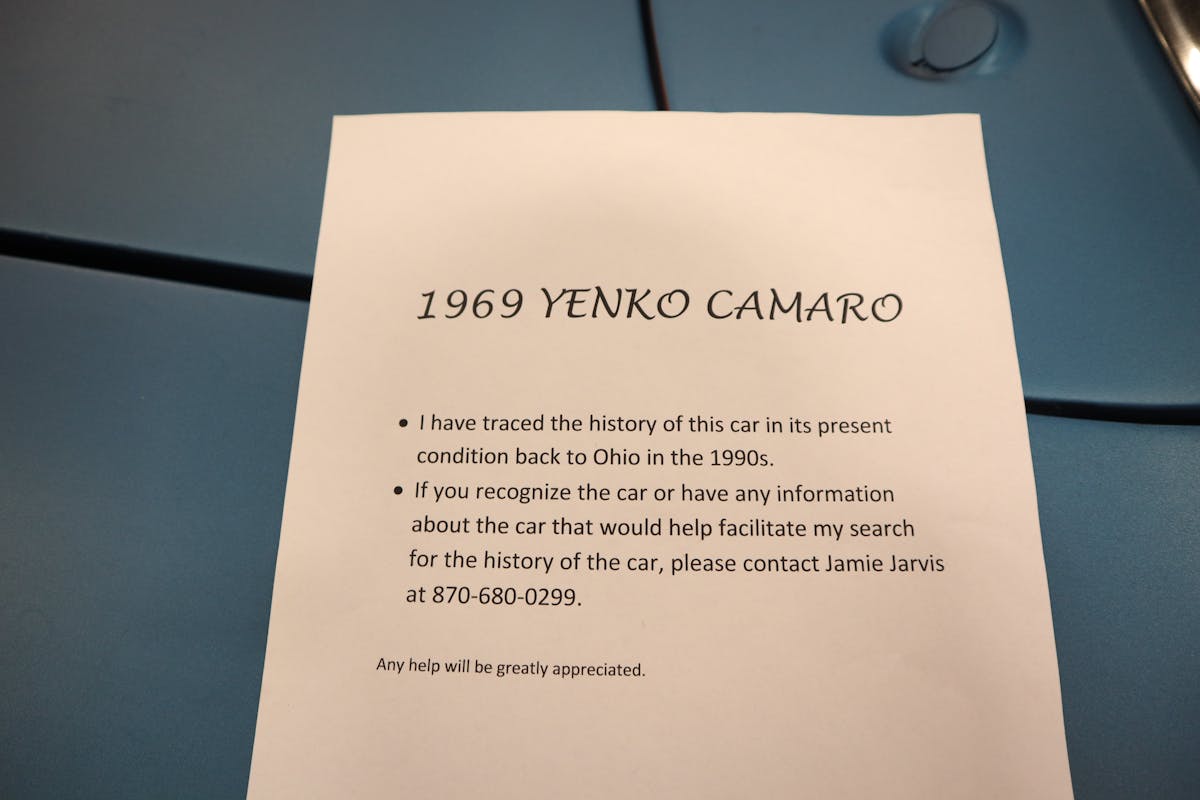 1969 YENKO CAMARO
• I have traced the history of this car in its present
condition back to Ohio in the 1990s.
• If you recognize the car or have any information
about the car that would help facilitate my search
for the history of the car, please contact Jamie Jarvis
at 870-680-0299.
Any help will be greatly appreciated.